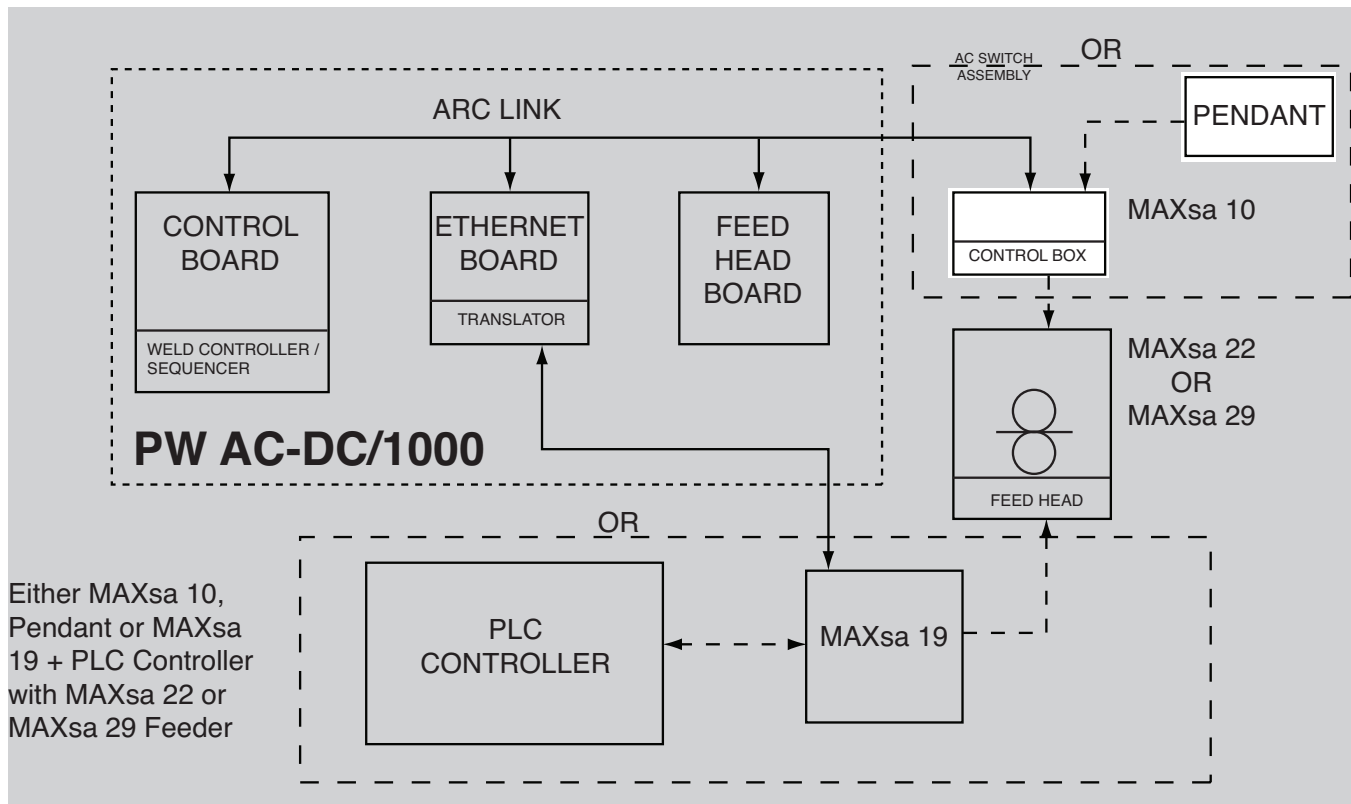 OR
AC SWITCH
ASSEMBLY
PENDANT
ARC LINK
CONTROL
BOARD
WELD CONTROLLER /
SEQUENCER
ETHERNET
BOARD
TRANSLATOR
FEED
HEAD
BOARD
MAXsa 10
CONTROL BOX
PW AC-DC/1000
MAXsa 22
OR
MAXsa 29
FEED HEAD
OR
PLC
CONTROLLER
MAXsa 19
Either MAXsa 10,
Pendant or MAXsa
19 + PLC Controller
with MAXsa 22 or
MAXsa 29 Feeder